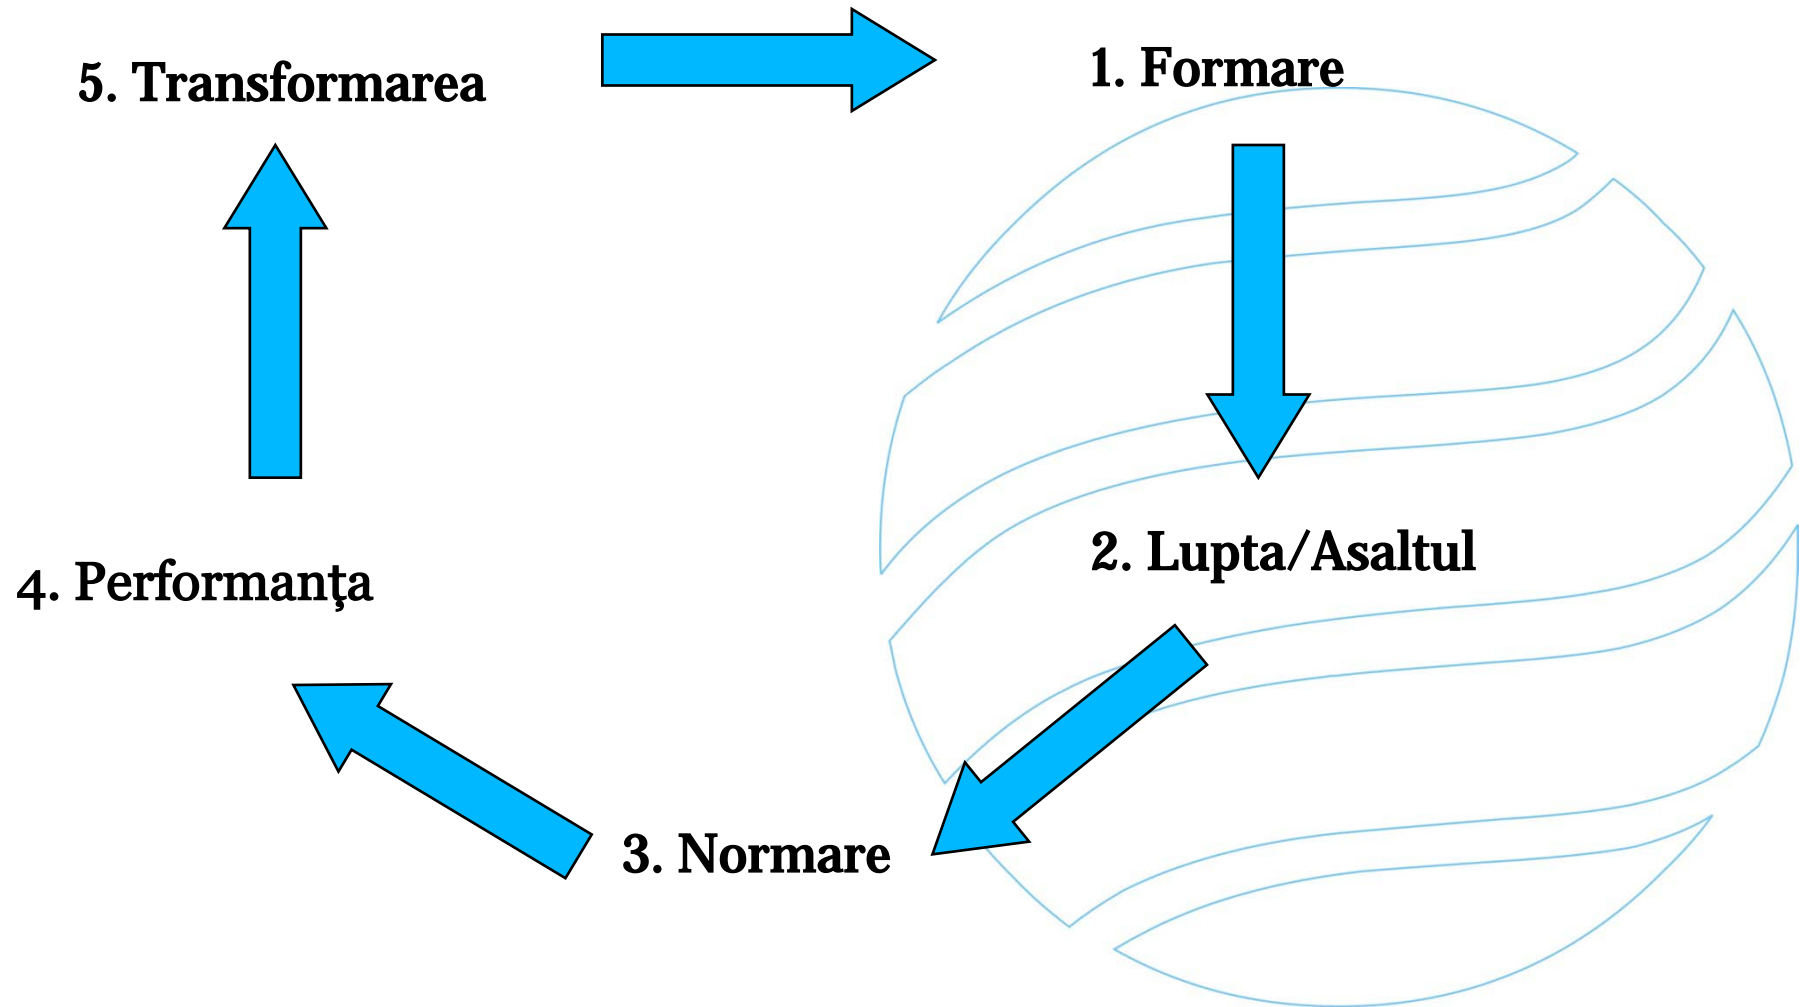 5. Transformarea
1. Formare
2. Lupta/Asaltul
4. Performanţa
3. Normare